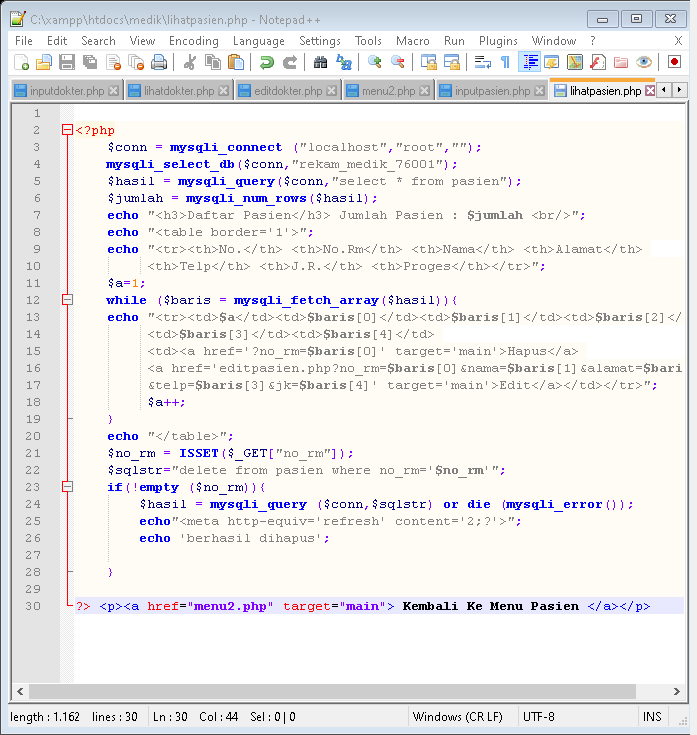 C:\xampp\htdocs\medik\lihatpasien.php - Notepad++
File Edit Search View Encoding Language Settings Tools Macro Run Plugins Window ? X
inputdokter.php lihatdokter.php editdokter.php menu2.php inputpasien.php lihatpasien.php
1
2 <?php
3 $conn = mysqli_connect ("localhost","root","");
4 mysqli_select_db($conn,"rekam_medik_76001");
5 $hasil = mysqli_query($conn,"select * from pasien");
6 $jumlah = mysqli_num_rows($hasil);
7 echo "<h3>Daftar Pasien</h3> Jumlah Pasien : $jumlah <br/>";
8 echo "<table border='1'>";
9 echo "<tr><th>No.</th> <th>No.Rm</th> <th>Nama</th> <th>Alamat</th>
10 <th>Telp</th> <th>J.R.</th> <th>Proges</th></tr>";
11 $a=1;
12 while ($baris = mysqli_fetch_array($hasil)){
13 echo "<tr><td>$a</td><td>$baris[0]</td><td>$baris[1]</td><td>$baris[2]</
14 <td>$baris[3]</td><td>$baris[4]</td>
15 <td><a href='?no_rm=$baris[0]' target='main'>Hapus</a>
16 <a href='editpasien.php?no_rm=$baris[0]&nama=$baris[1]&alamat=$bari
17 &telp=$baris[3]&jk=$baris[4]' target='main'>Edit</a></td></tr>";
18 $a++;
19 }
20 echo "</table>";
21 $no_rm = ISSET($_GET["no_rm"]);
22 $sqlstr="delete from pasien where no_rm='$no_rm'";
23 if(!empty ($no_rm)){
24 $hasil = mysqli_query ($conn,$sqlstr) or die (mysqli_error());
25 echo"<meta http-equiv='refresh' content='2;?'>";
26 echo 'berhasil dihapus';
27
28 }
29
30 ?> <p><a href="menu2.php" target="main"> Kembali Ke Menu Pasien </a></p>
length : 1.162 lines : 30 Ln : 30 Col : 44 Sel : 0 | 0 Windows (CR LF) UTF-8 INS